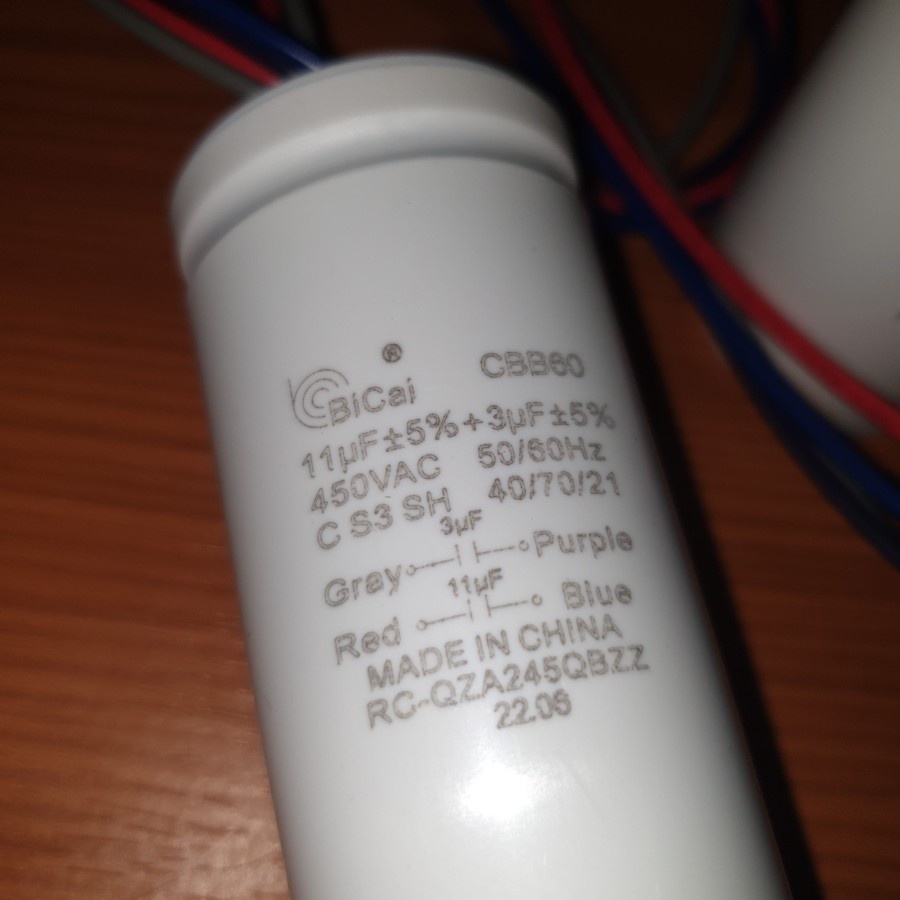 BiCai ® CBB60
11µF±5%+3µF±5%
450VAC 50/60Hz
C S3 SH 40/70/21
3µF
Gray Purple
11µF
Red Blue
MADE IN CHINA
RC-QZA245QBZZ
22.06